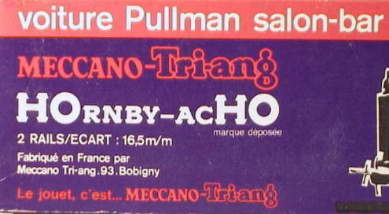 voiture Pullman salon-bar
MECCANO-Tri-ang
HORNBY-ACHO
marque déposée
2 RAILS/ECART : 16,5m/m
Fabriqué en France par
Meccano Tri-ang.93.Bobigny
Le jouet, c'est... MECCANO-Tri-ang